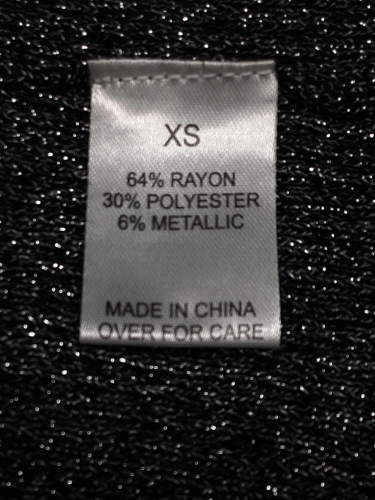 XS
64% RAYON
30% POLYESTER
6% METALLIC
MADE IN CHINA
OVER FOR CARE